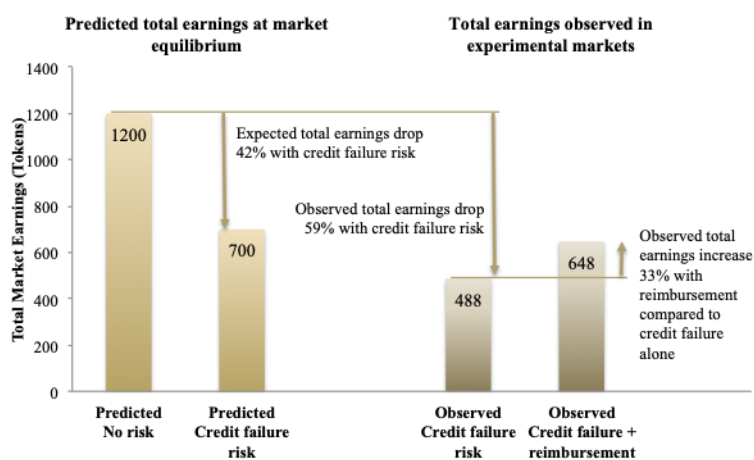 Predicted total earnings at market
equilibrium
Total earnings observed in
experimental markets
Total Market Earnings (Tokens)
1400
1200
1000
800
600
400
200
0
1200
700
488
648
Expected total earnings drop
42% with credit failure risk
Observed total earnings drop
59% with credit failure risk
Observed total
earnings increase
33% with
reimbursement
compared to
credit failure
alone
Predicted
No risk
Predicted
Credit failure
risk
Observed
Credit failure
risk
Observed
Credit failure +
reimbursement